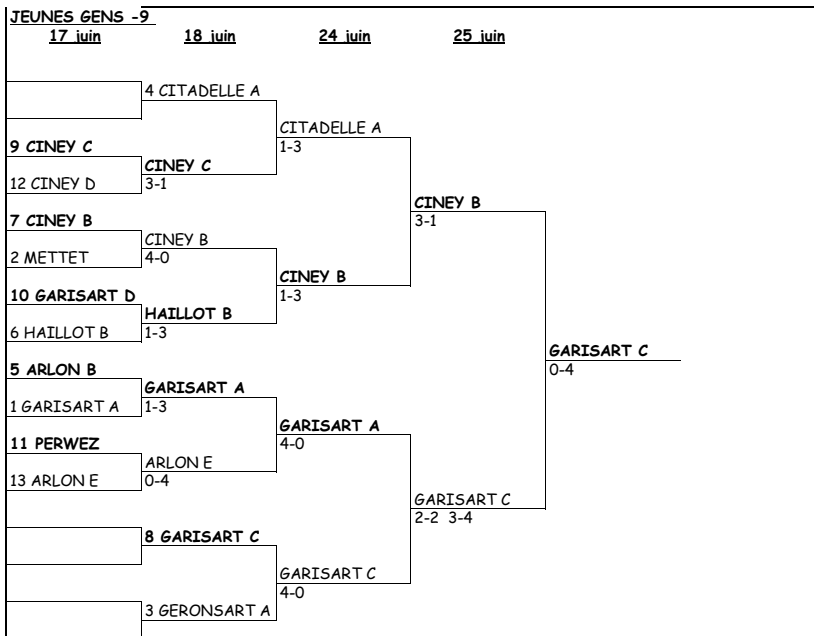 JEUNES GENS -9
17 juin 18 juin 24 juin 25 juin
4 CITADELLE A
CITADELLE A
9 CINEY C
1-3
CINEY C
12 CINEY D
3-1
CINEY B
7 CINEY B
3-1
CINEY B
2 METTET
4-0
CINEY B
10 GARISART D
1-3
HAILLOT B
6 HAILLOT B
1-3
GARISART C
5 ARLON B
0-4
GARISART A
1 GARISART A
1-3
GARISART A
11 PERWEZ
4-0
ARLON E
13 ARLON E
0-4
GARISART C
2-2 3-4
8 GARISART C
GARISART C
4-0
3 GERONSART A